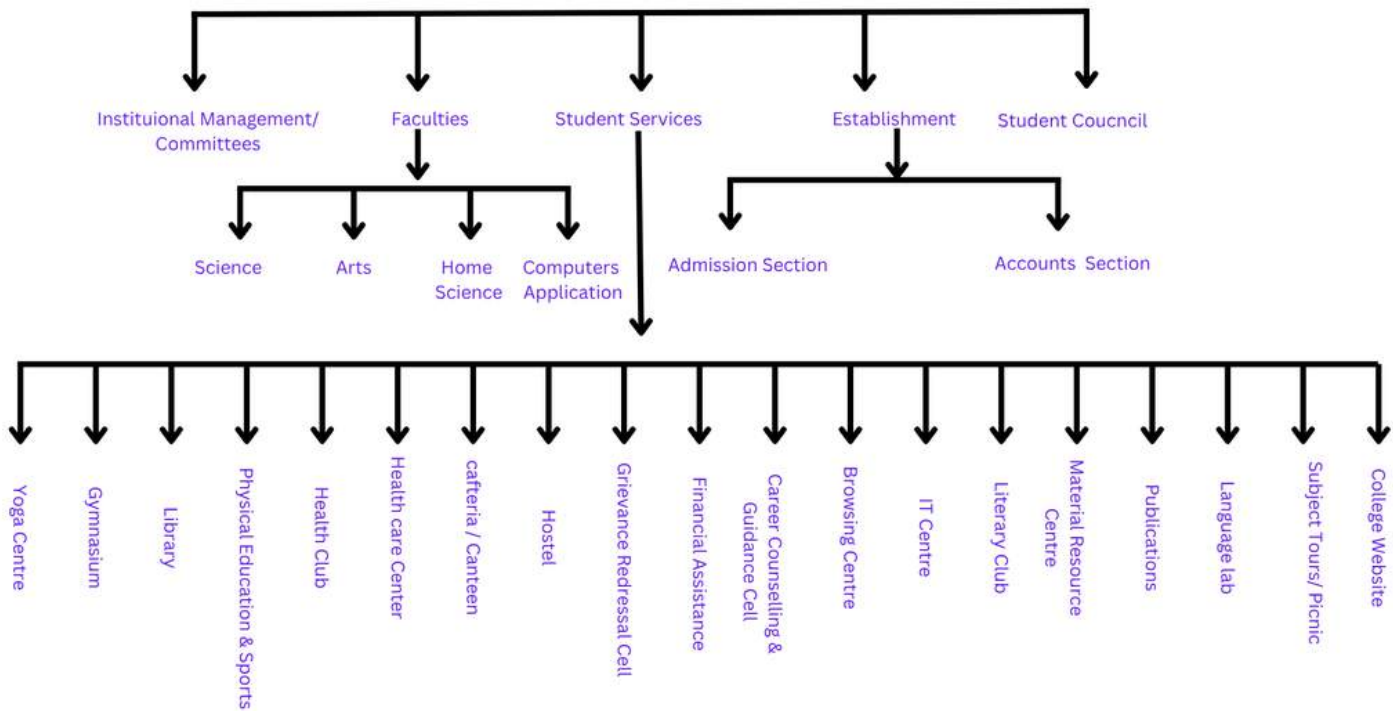 Instituional Management/
Committees
Faculties
Student Services
Establishment
Student Coucncil
Science
Arts
Home
Science
Computers
Application
Admission Section
Accounts Section
Yoga Centre
Gymnasium
Library
Physical Education & Sports
Health Club
Health care Center
cafteria / Canteen
Hostel
Grievance Redressal Cell
Financial Assistance
Career Counselling &
Guidance Cell
Browsing Centre
IT Centre
Literary Club
Material Resource
Centre
Publications
Language lab
Subject Tours/ Picnic
College Website